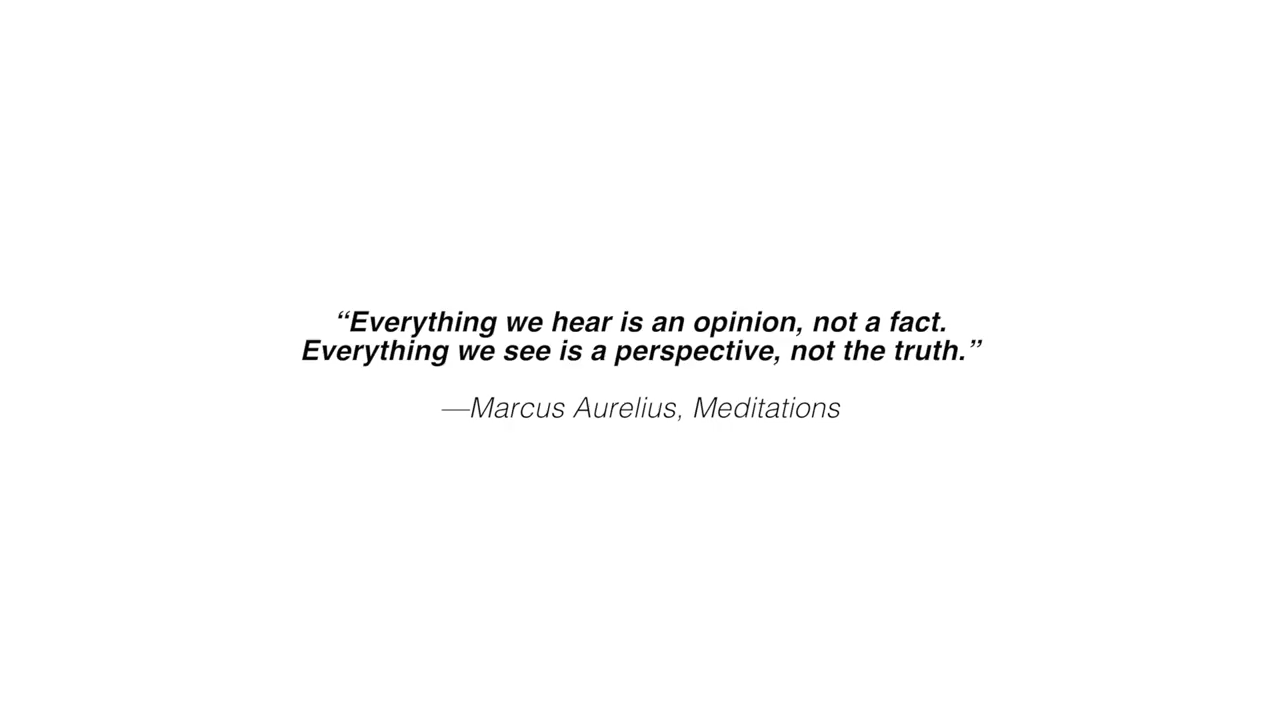 “Everything we hear is an opinion, not a fact.
Everything we see is a perspective, not the truth.”
—Marcus Aurelius, Meditations